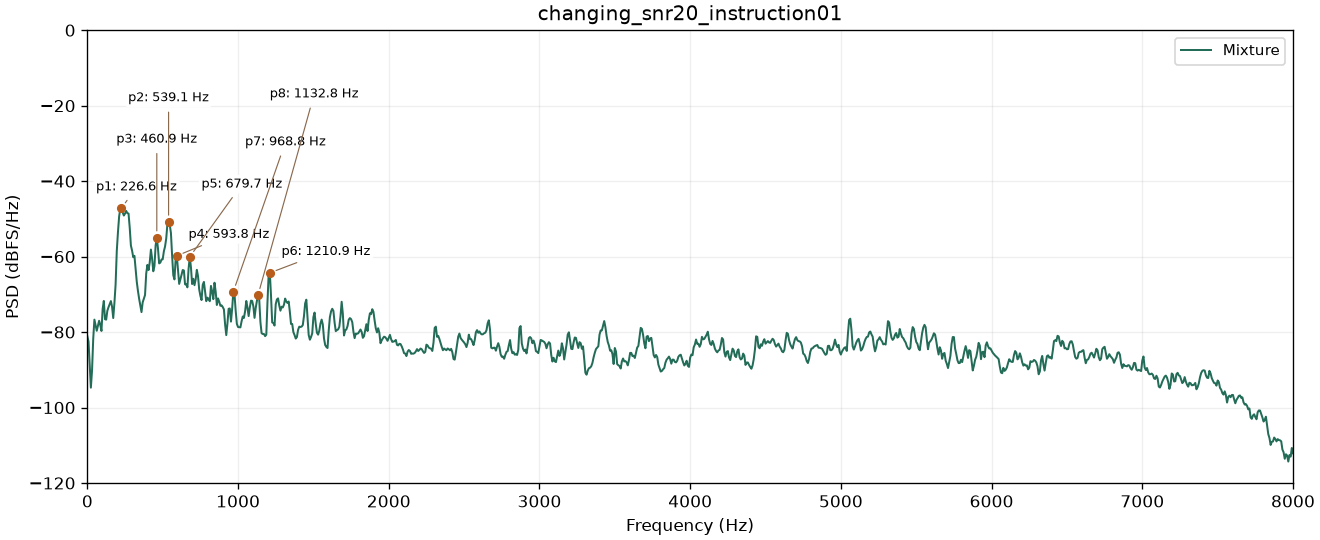 changing_snr20_instruction01
Mixture
p8: 1132.8 Hz
p2: 539.1 Hz
p3: 460.9 Hz
p7: 968.8 Hz
p1: 226.6 Hz
p5: 679.7 Hz
p4: 593.8 Hz
p6: 1210.9 Hz
PSD (dBFS/Hz)
0
−20
−40
−60
−80
−100
−120
0 1000 2000 3000 4000 5000 6000 7000 8000
Frequency (Hz)